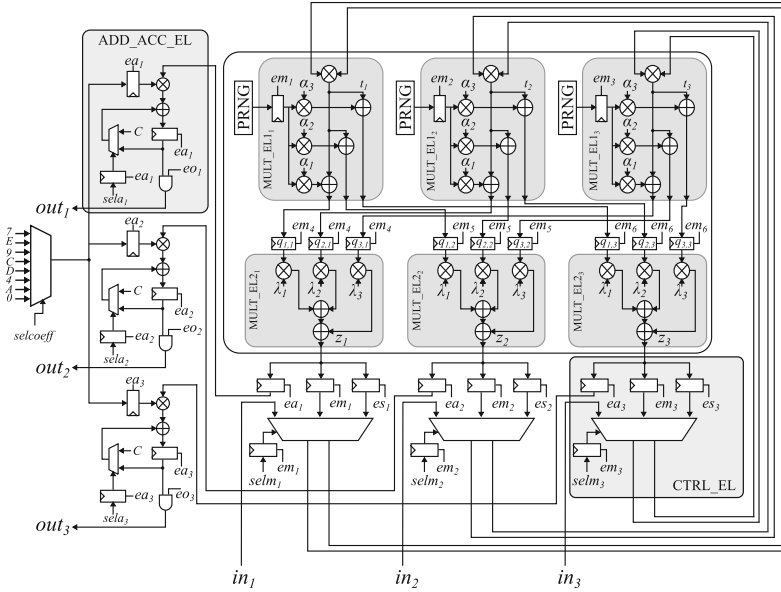 ADD_ACC_EL
ea1
C
ea1
ea1
eo1
sela1
out1
7
E
9
C
D
4
A
0
selcoeff
ea2
C
ea2
ea2
eo2
sela2
out2
ea3
C
ea3
ea3
eo3
sela3
out3
PRNG
em1
α3
t1
α2
α1
MULT_EL11
PRNG
em2
α3
t2
α2
α1
MULT_EL12
PRNG
em3
α3
t3
α2
α1
MULT_EL13
em4 em4 em4 em5 em5 em5 em6 em6 em6
q1,1 q2,1 q3,1 q1,2 q2,2 q3,2 q1,3 q2,3 q3,3
MULT_EL21
λ1 λ2 λ3
z1
MULT_EL22
λ1 λ2 λ3
z2
MULT_EL23
λ1 λ2 λ3
z3
ea1 em1 es1
ea2 em2 es2
ea3 em3 es3
selm1 em1
selm2 em2
selm3 em3
CTRL_EL
in1 in2 in3